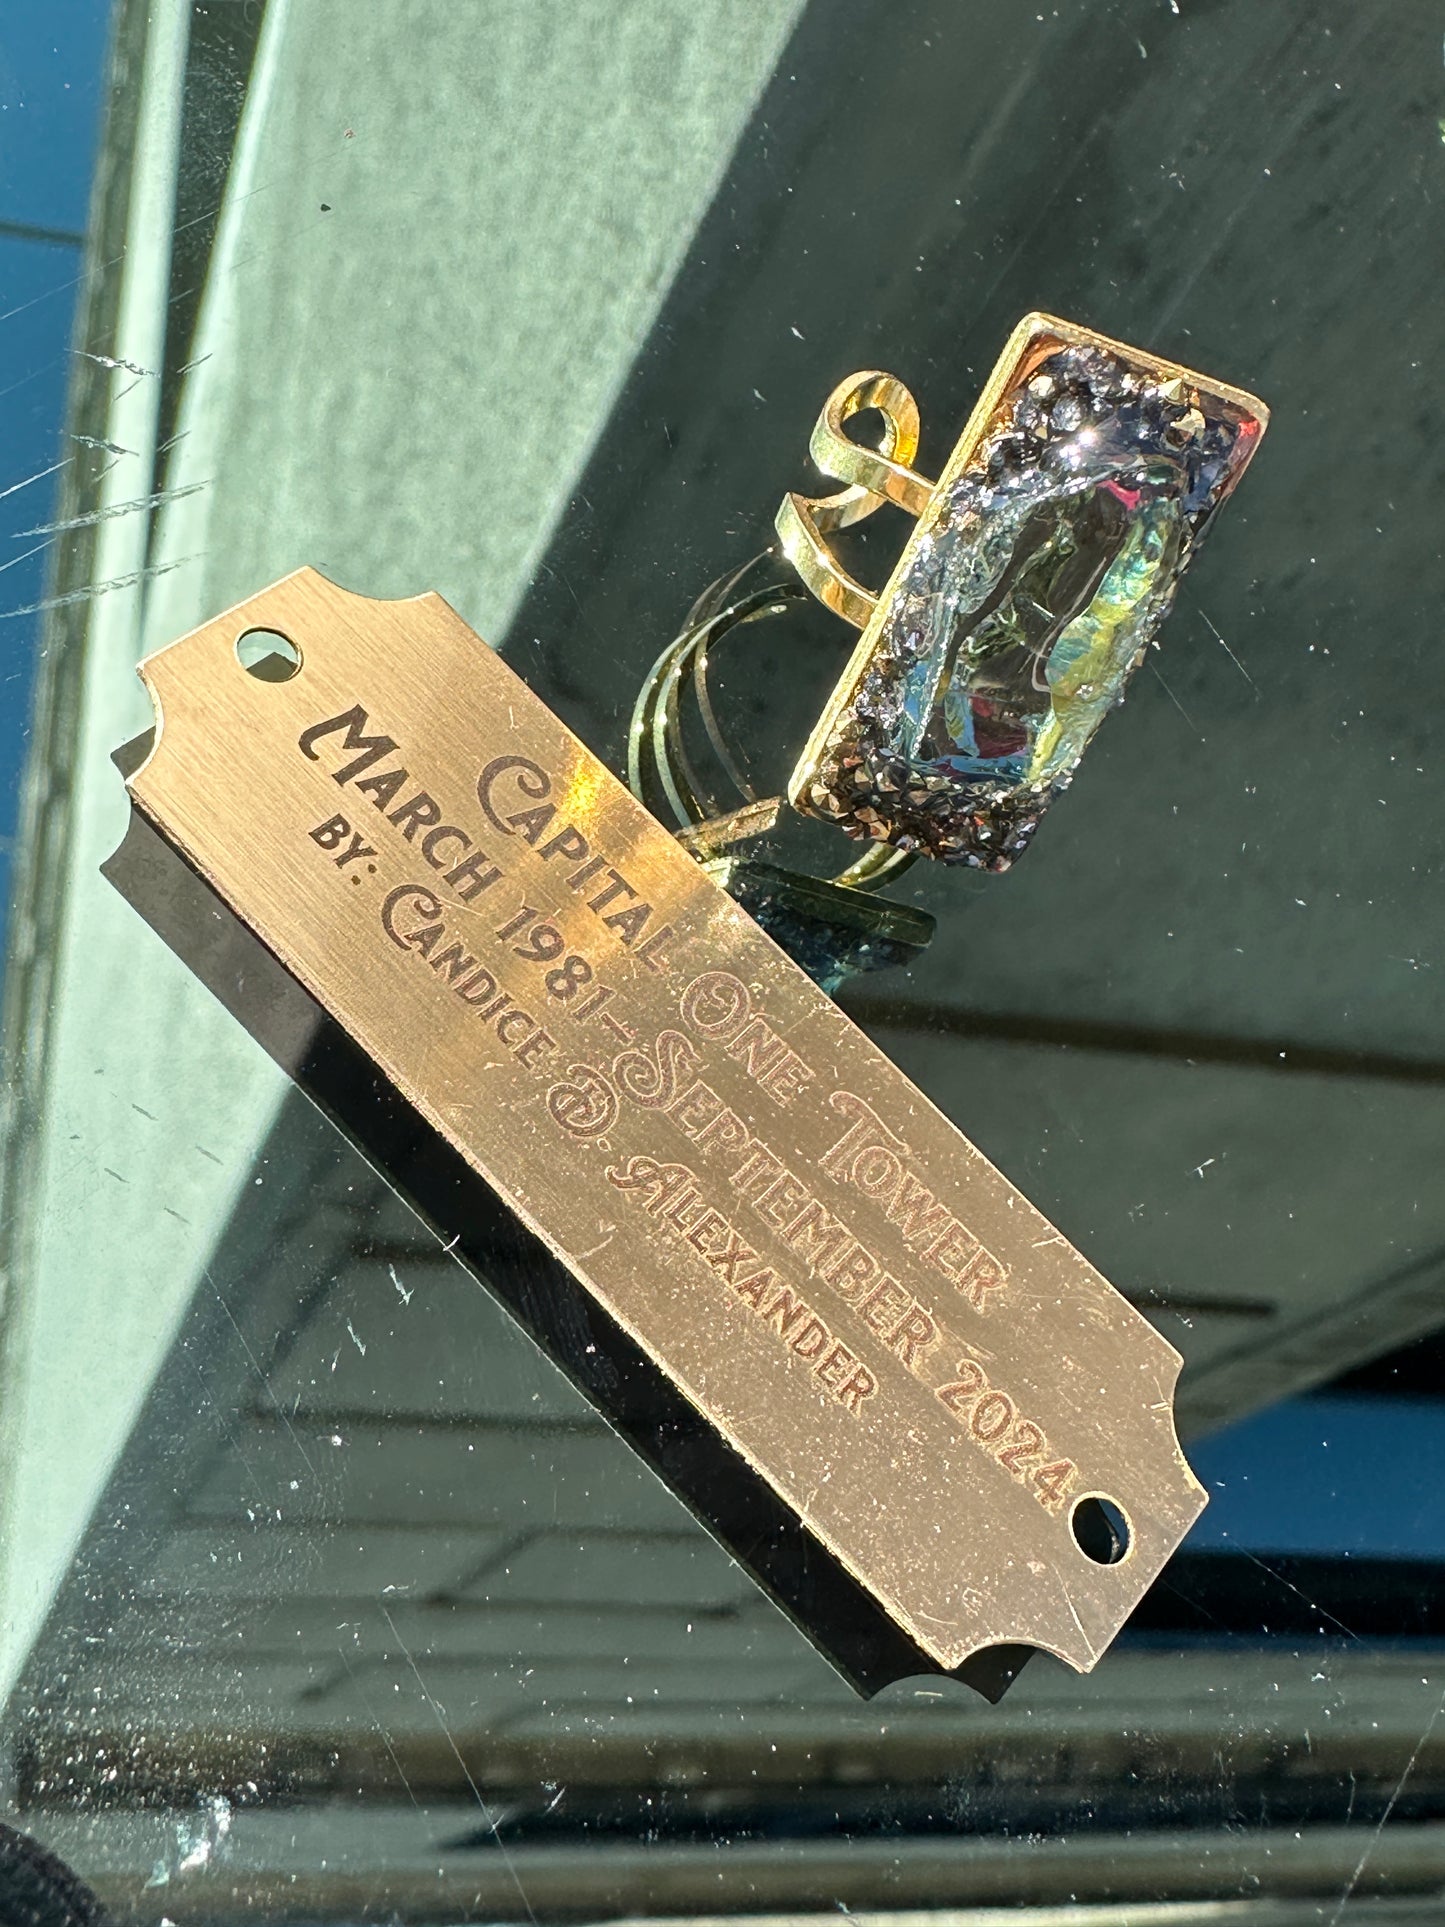 CAPITAL ONE TOWER
MARCH 1981-SEPTEMBER 2024
BY: CANDICE D. ALEXANDER